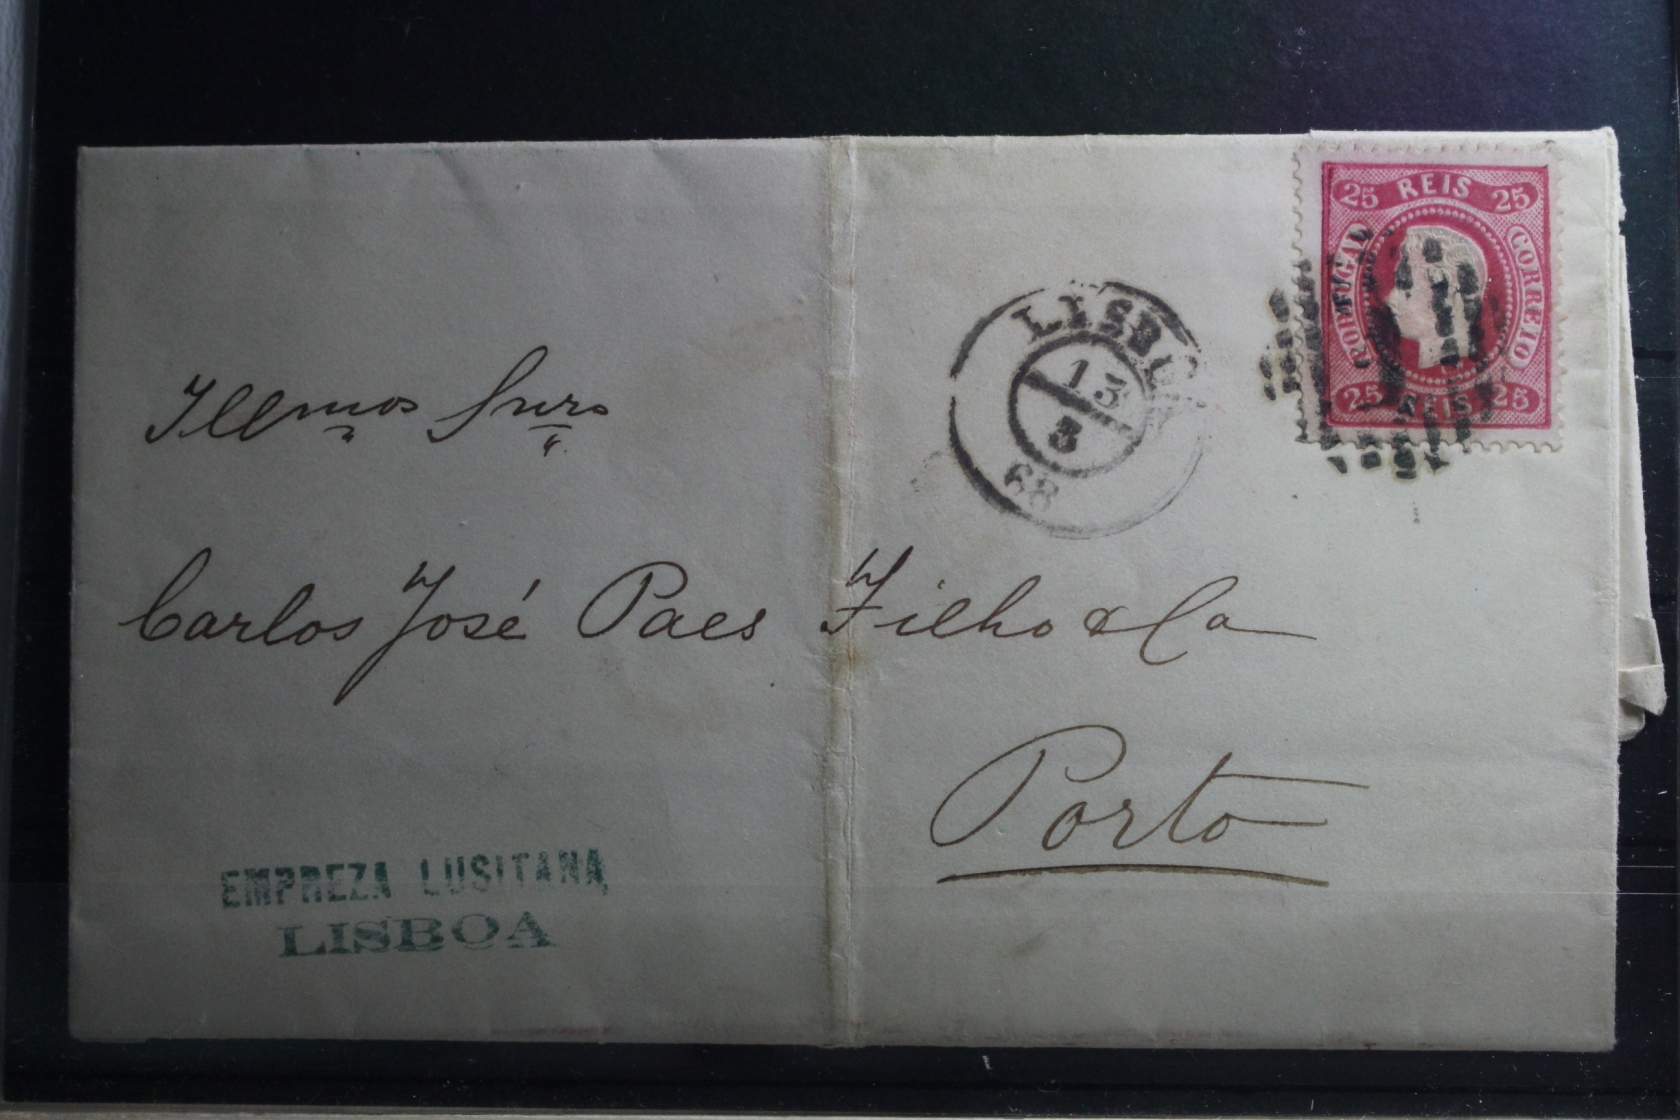 25 REIS 25
PORTUGAL
CORREIO
25 REIS 25
LISBOA
13
3
68
Illmos Snrs
Carlos José Paes Filho & Ca
Porto
EMPREZA LUSITANA
LISBOA